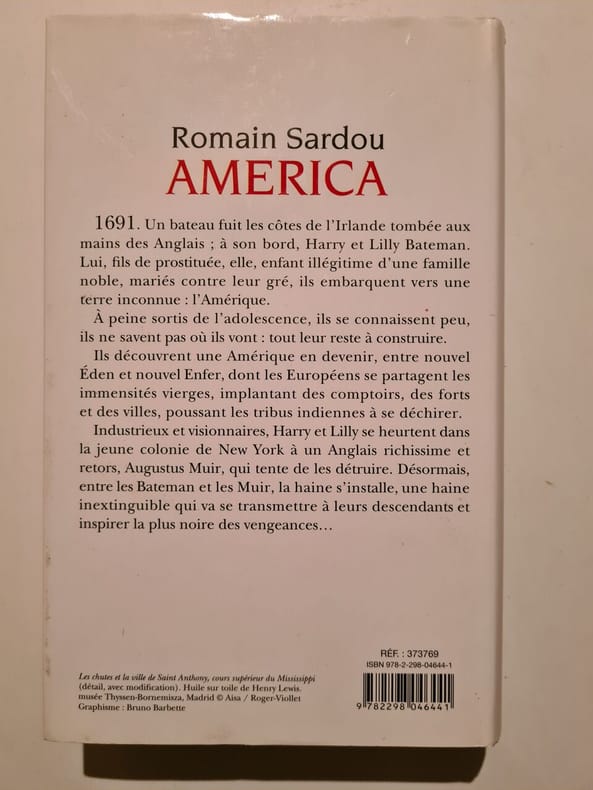 Romain Sardou
AMERICA
1691. Un bateau fuit les côtes de l'Irlande tombée aux
mains des Anglais ; à son bord, Harry et Lilly Bateman.
Lui, fils de prostituée, elle, enfant illégitime d'une famille
noble, mariés contre leur gré, ils embarquent vers une
terre inconnue : l'Amérique.
À peine sortis de l'adolescence, ils se connaissent peu,
ils ne savent pas où ils vont : tout leur reste à construire.
Ils découvrent une Amérique en devenir, entre nouvel
Éden et nouvel Enfer, dont les Européens se partagent les
immensités vierges, implantant des comptoirs, des forts
et des villes, poussant les tribus indiennes à se déchirer.
Industrieux et visionnaires, Harry et Lilly se heurtent dans
la jeune colonie de New York à un Anglais richissime et
retors, Augustus Muir, qui tente de les détruire. Désormais,
entre les Bateman et les Muir, la haine s'installe, une haine
inextinguible qui va se transmettre à leurs descendants et
inspirer la plus noire des vengeances…
RÉF. : 373769
ISBN 978-2-298-04644-1
9 782298 046441
Les chutes et la ville de Saint Anthony, cours supérieur du Mississippi
(détail, avec modification). Huile sur toile de Henry Lewis.
musée Thyssen-Bornemisza, Madrid © Aisa / Roger-Viollet
Graphisme : Bruno Barbette